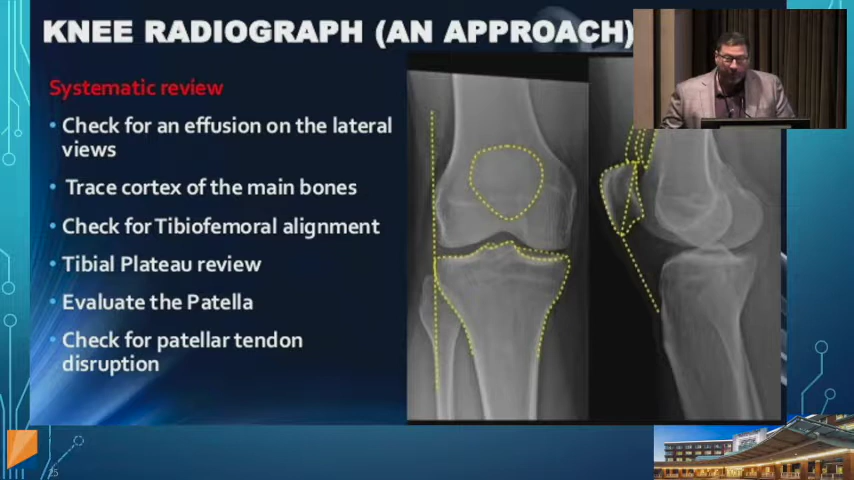 KNEE RADIOGRAPH (AN APPROACH)
Systematic review
• Check for an effusion on the lateral
views
• Trace cortex of the main bones
• Check for Tibiofemoral alignment
• Tibial Plateau review
• Evaluate the Patella
• Check for patellar tendon
disruption
25